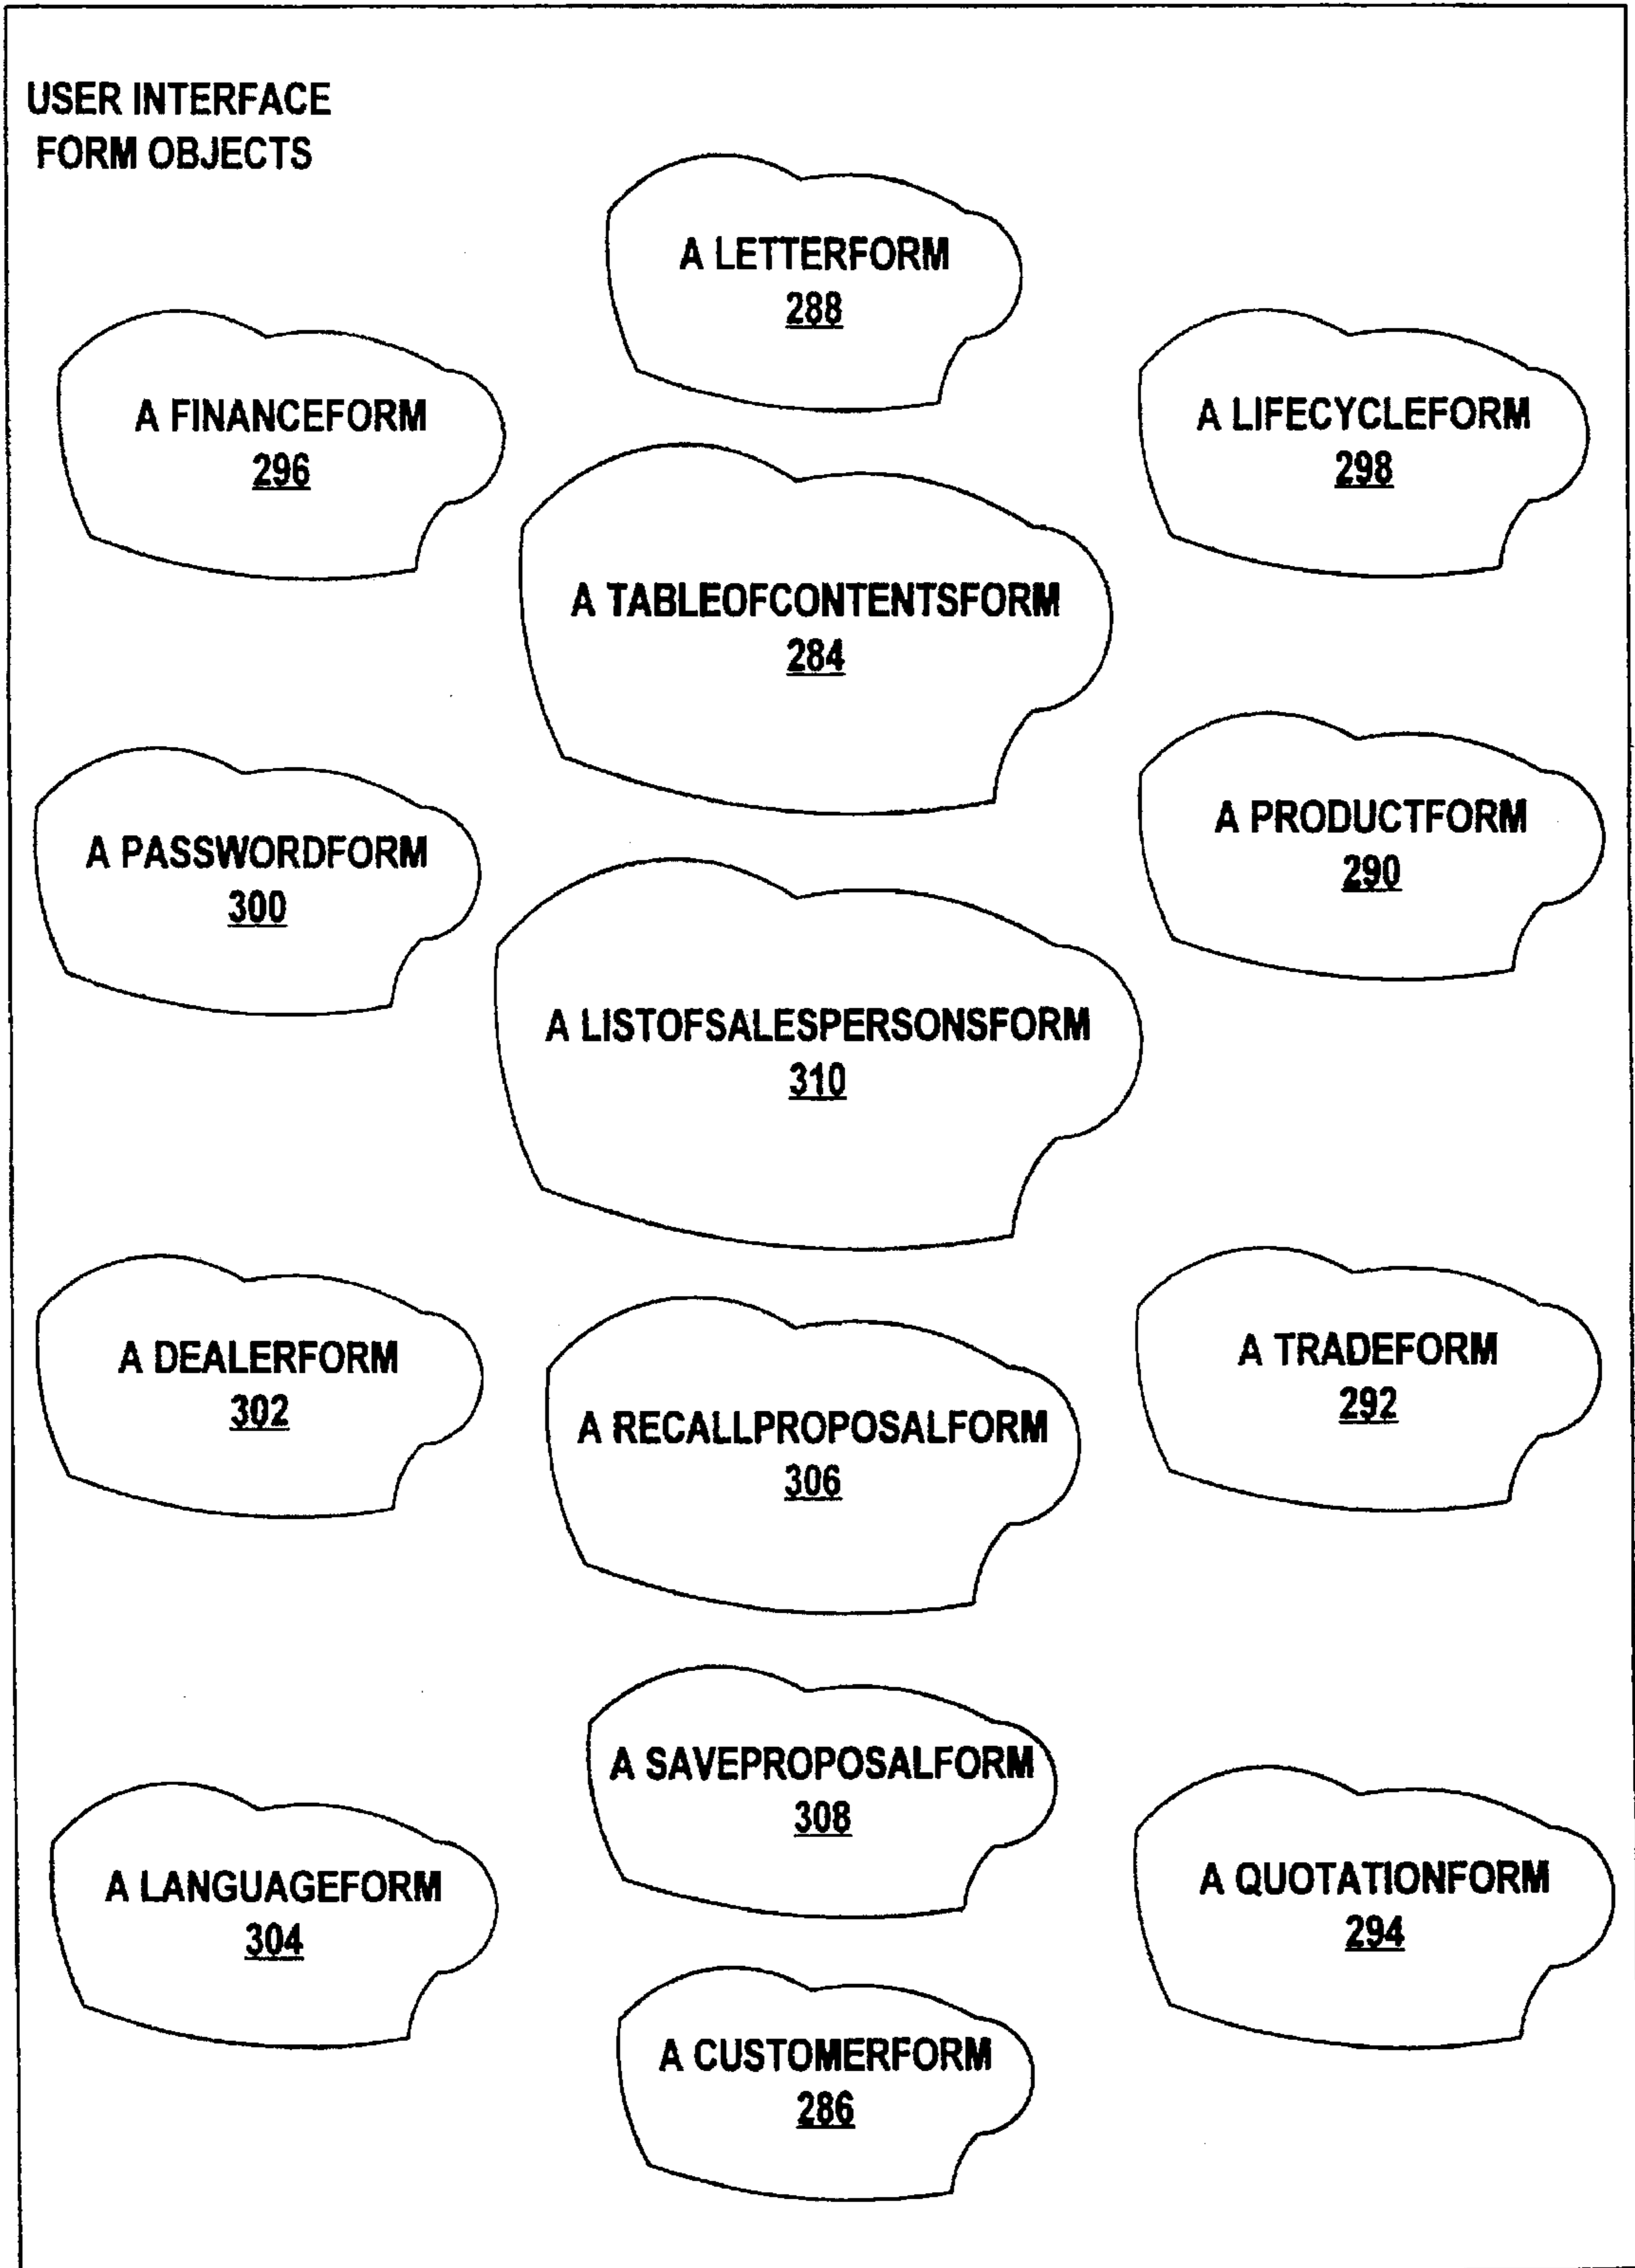 USER INTERFACE
FORM OBJECTS
A LETTERFORM
288
A FINANCEFORM
296
A LIFECYCLEFORM
298
A TABLEOFCONTENTSFORM
284
A PASSWORDFORM
300
A PRODUCTFORM
290
A LISTOFSALESPERSONSFORM
310
A DEALERFORM
302
A RECALLPROPOSALFORM
306
A TRADEFORM
292
A SAVEPROPOSALFORM
308
A LANGUAGEFORM
304
A QUOTATIONFORM
294
A CUSTOMERFORM
286